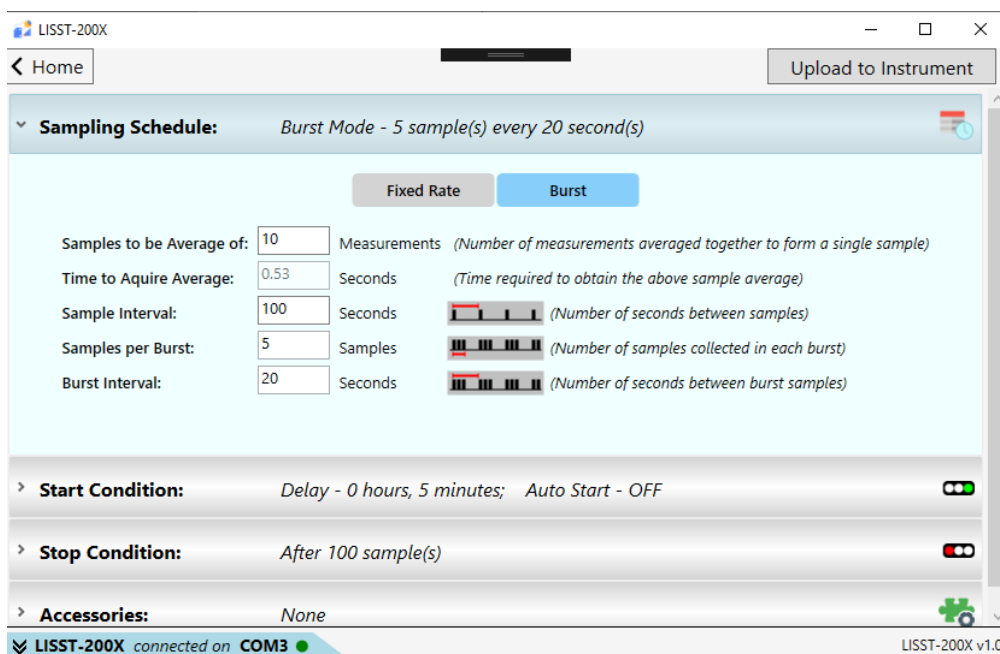 LISST-200X
Home
Upload to Instrument
Sampling Schedule: Burst Mode - 5 sample(s) every 20 second(s)
Fixed Rate Burst
Samples to be Average of: 10 Measurements (Number of measurements averaged together to form a single sample)
Time to Aquire Average: 0.53 Seconds (Time required to obtain the above sample average)
Sample Interval: 100 Seconds (Number of seconds between samples)
Samples per Burst: 5 Samples (Number of samples collected in each burst)
Burst Interval: 20 Seconds (Number of seconds between burst samples)
Start Condition: Delay - 0 hours, 5 minutes; Auto Start - OFF
Stop Condition: After 100 sample(s)
Accessories: None
LISST-200X connected on COM3 LISST-200X v1.0